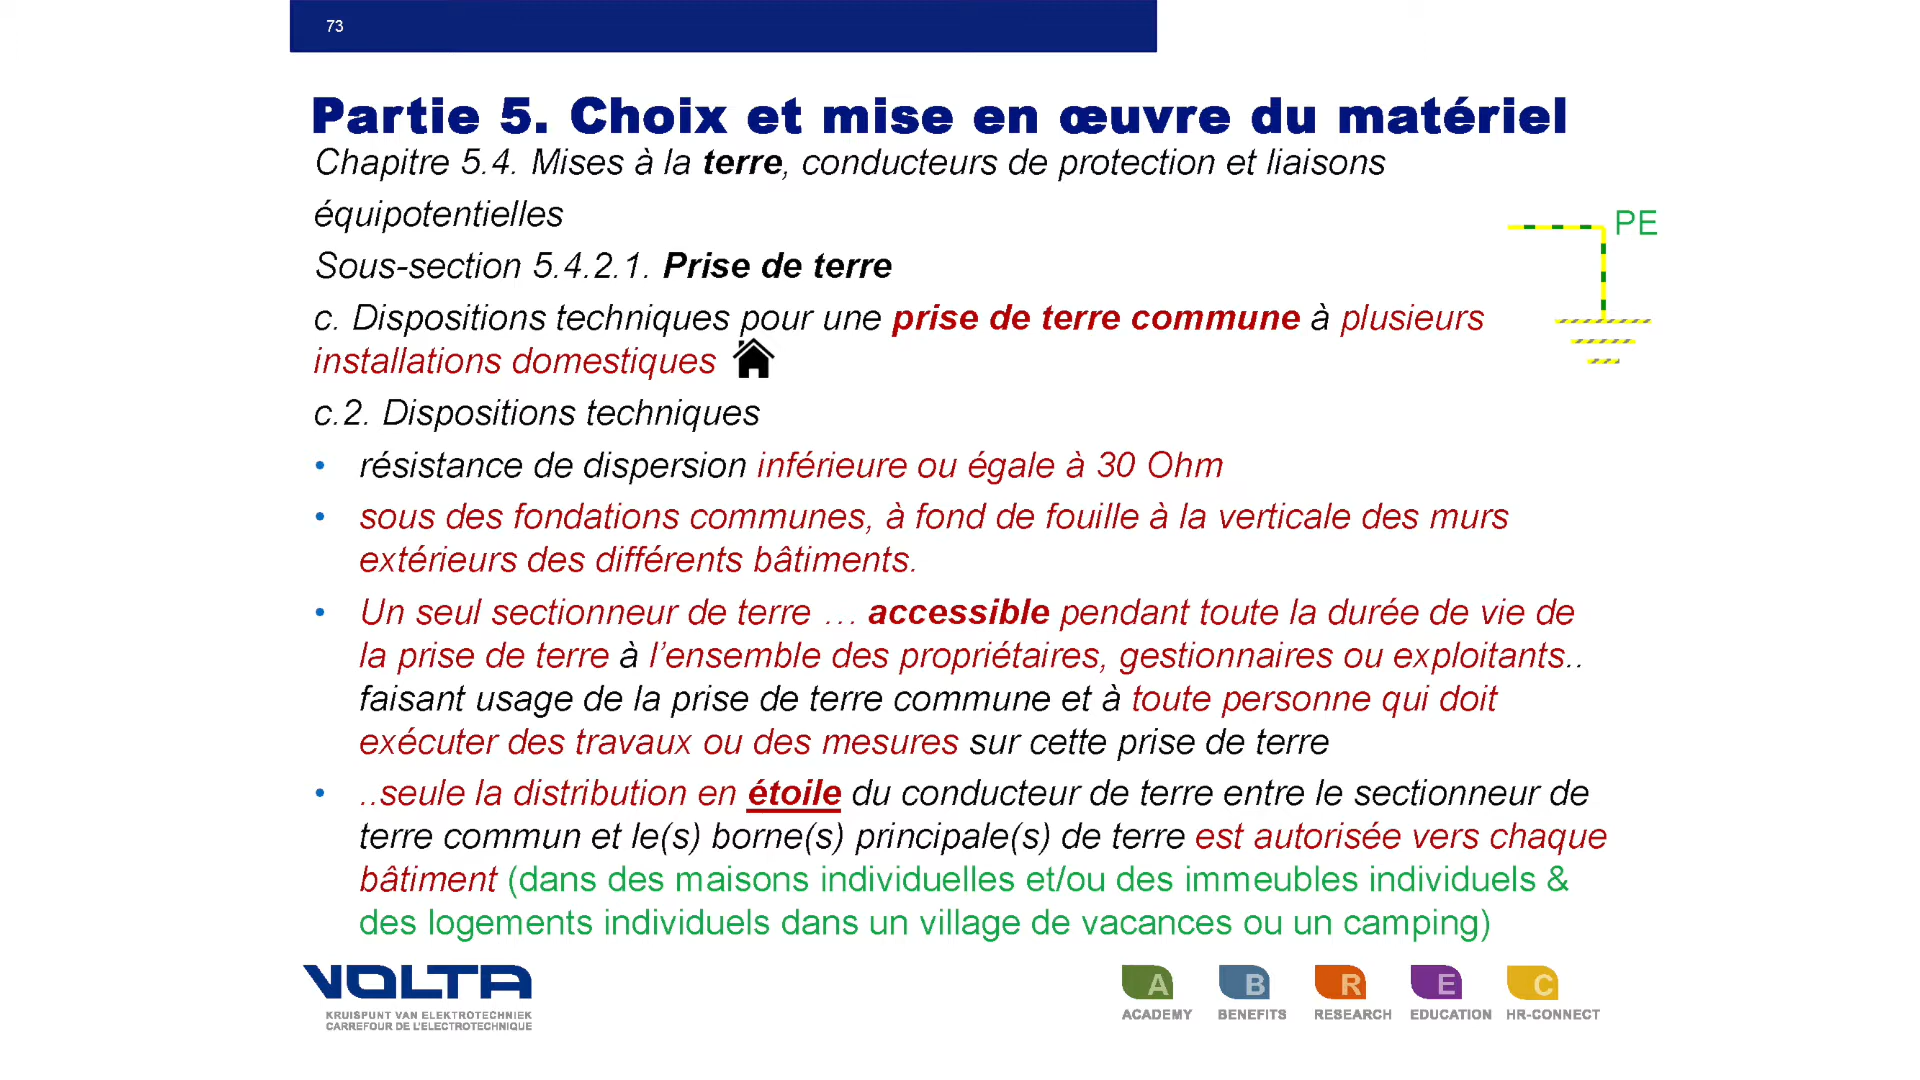 73
Partie 5. Choix et mise en œuvre du matériel
Chapitre 5.4. Mises à la terre, conducteurs de protection et liaisons
équipotentielles
PE
Sous-section 5.4.2.1. Prise de terre
c. Dispositions techniques pour une prise de terre commune à plusieurs
installations domestiques
c.2. Dispositions techniques
• résistance de dispersion inférieure ou égale à 30 Ohm
• sous des fondations communes, à fond de fouille à la verticale des murs
extérieurs des différents bâtiments.
• Un seul sectionneur de terre … accessible pendant toute la durée de vie de
la prise de terre à l’ensemble des propriétaires, gestionnaires ou exploitants..
faisant usage de la prise de terre commune et à toute personne qui doit
exécuter des travaux ou des mesures sur cette prise de terre
• ..seule la distribution en étoile du conducteur de terre entre le sectionneur de
terre commun et le(s) borne(s) principale(s) de terre est autorisée vers chaque
bâtiment (dans des maisons individuelles et/ou des immeubles individuels &
des logements individuels dans un village de vacances ou un camping)
VOLTA
KRUISPUNT VAN ELEKTROTECHNIEK
CARREFOUR DE L'ELECTROTECHNIQUE
A B R E C
ACADEMY BENEFITS RESEARCH EDUCATION HR-CONNECT